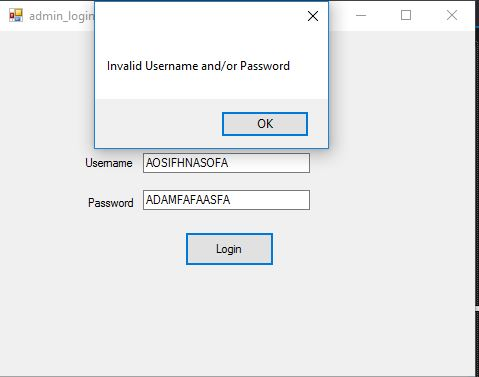 admin_login
Invalid Username and/or Password
OK
Username AOSIFHNASOFA
Password ADAMFAFAASFA
Login